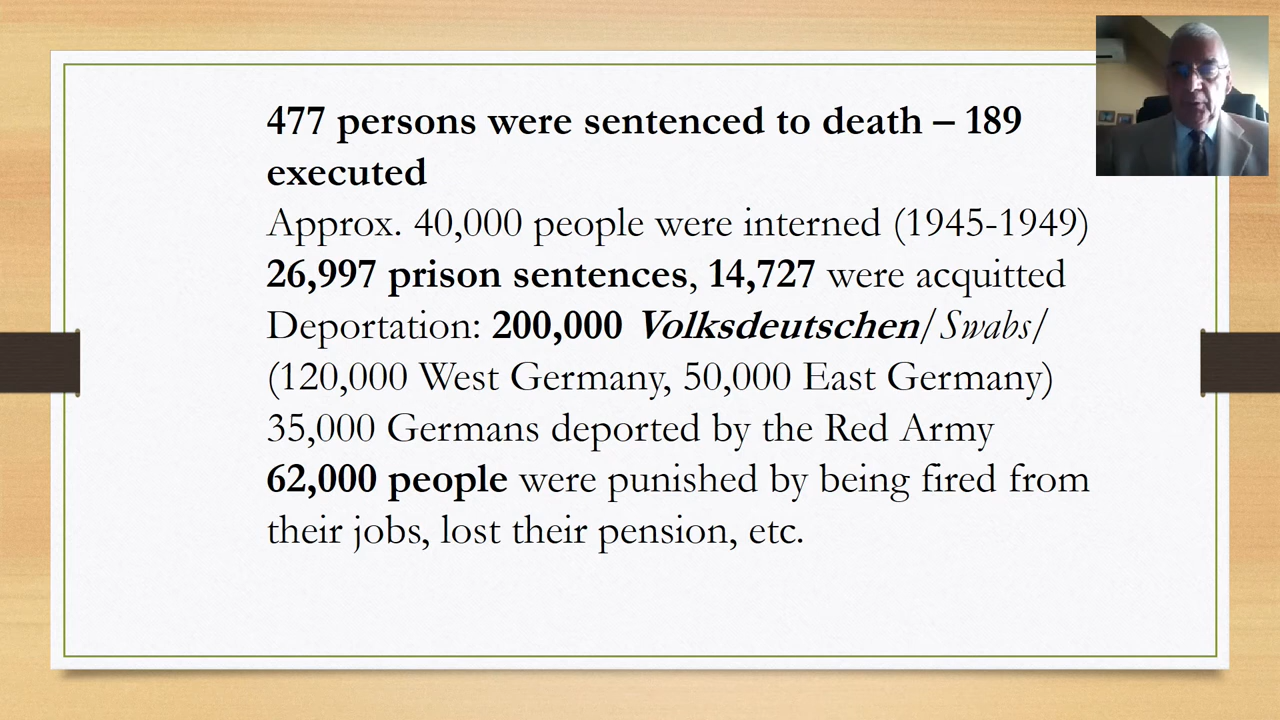 477 persons were sentenced to death – 189
executed
Approx. 40,000 people were interned (1945-1949)
26,997 prison sentences, 14,727 were acquitted
Deportation: 200,000 Volksdeutschen/Swabs/
(120,000 West Germany, 50,000 East Germany)
35,000 Germans deported by the Red Army
62,000 people were punished by being fired from
their jobs, lost their pension, etc.